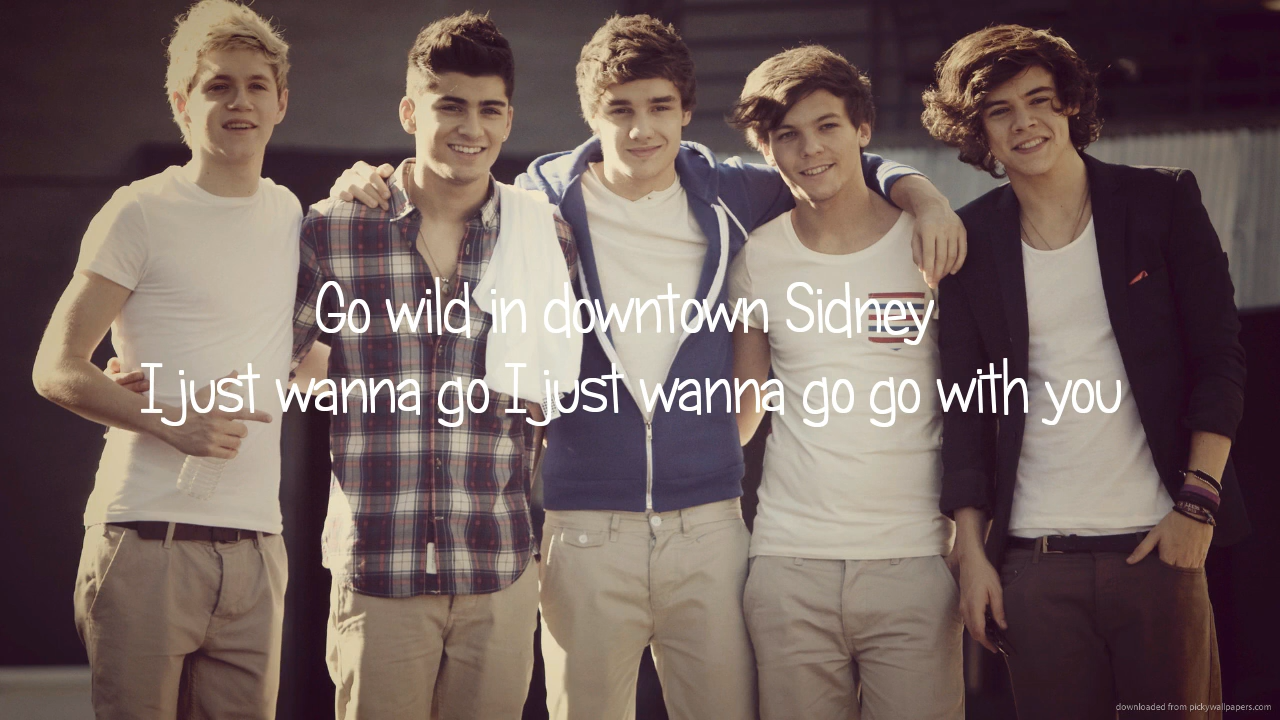 Go wild in downtown Sidney
I just wanna go I just wanna go go with you
downloaded from pickywallpapers.com